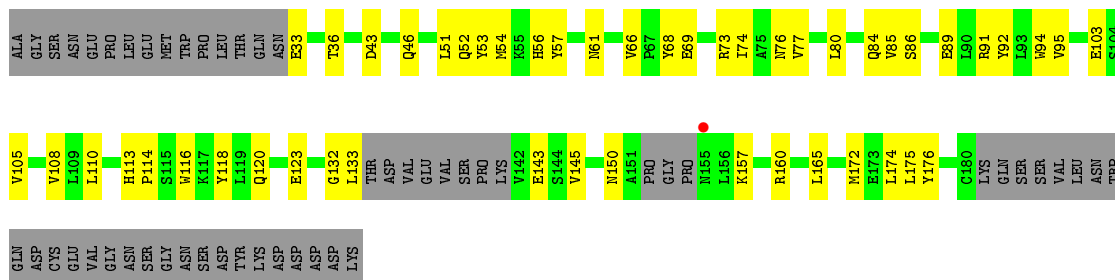 ALA GLY SER ASN GLU PRO LEU GLU MET TRP PRO LEU THR GLN ASN E33 T36 D43 Q46 L51 Q52 Y53 M54 K55 H56 Y57 N61 V66 P67 Y68 E69 R73 I74 A75 N76 V77 L80 Q84 V85 S86 E89 L90 R91 Y92 L93 W94 V95 E103 S104
V105 V108 L109 L110 H113 P114 S115 W116 K117 Y118 L119 Q120 E123 G132 L133 THR ASP VAL GLU VAL SER PRO LYS V142 E143 S144 V145 N150 A151 PRO GLY PRO N155 L156 K157 R160 L165 M172 E173 L174 L175 Y176 C180 LYS GLN SER SER VAL LEU ASN TRP
GLN ASP CYS GLU VAL GLY ASN SER GLY ASN SER ASP TYR LYS ASP ASP ASP ASP LYS